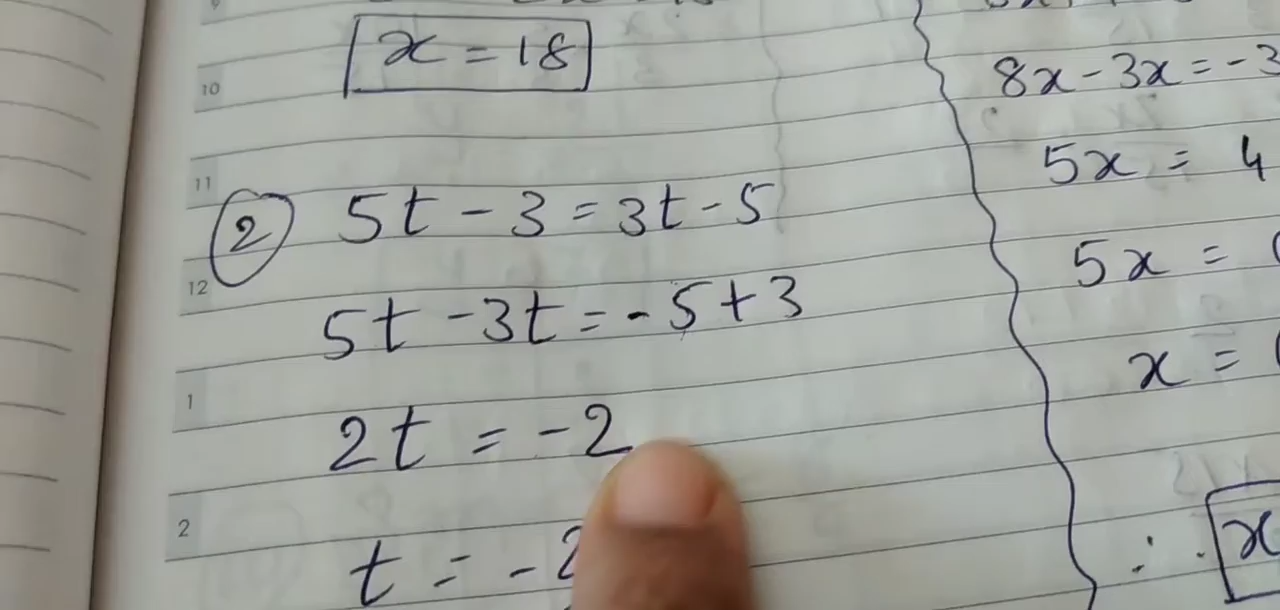 x = 18
10
11
② 5t - 3 = 3t - 5
12
5t - 3t = - 5 + 3
1
2t = -2
2
t = -
8x - 3x = -3
5x = 4
5x =
x =
∴ x